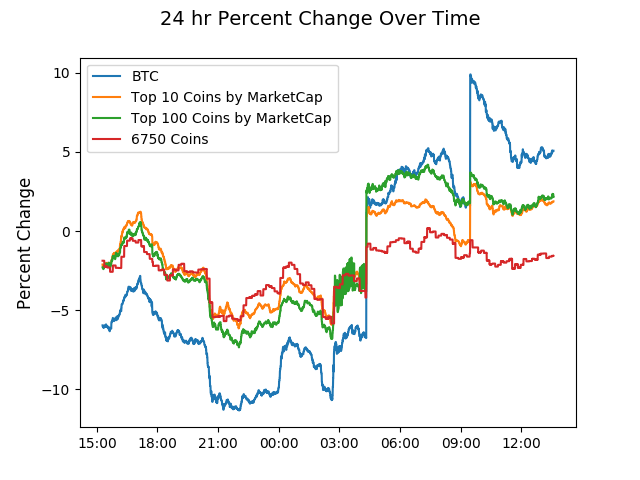 24 hr Percent Change Over Time
BTC
Top 10 Coins by MarketCap
Top 100 Coins by MarketCap
6750 Coins
Percent Change
10
5
0
−5
−10
15:00 18:00 21:00 00:00 03:00 06:00 09:00 12:00